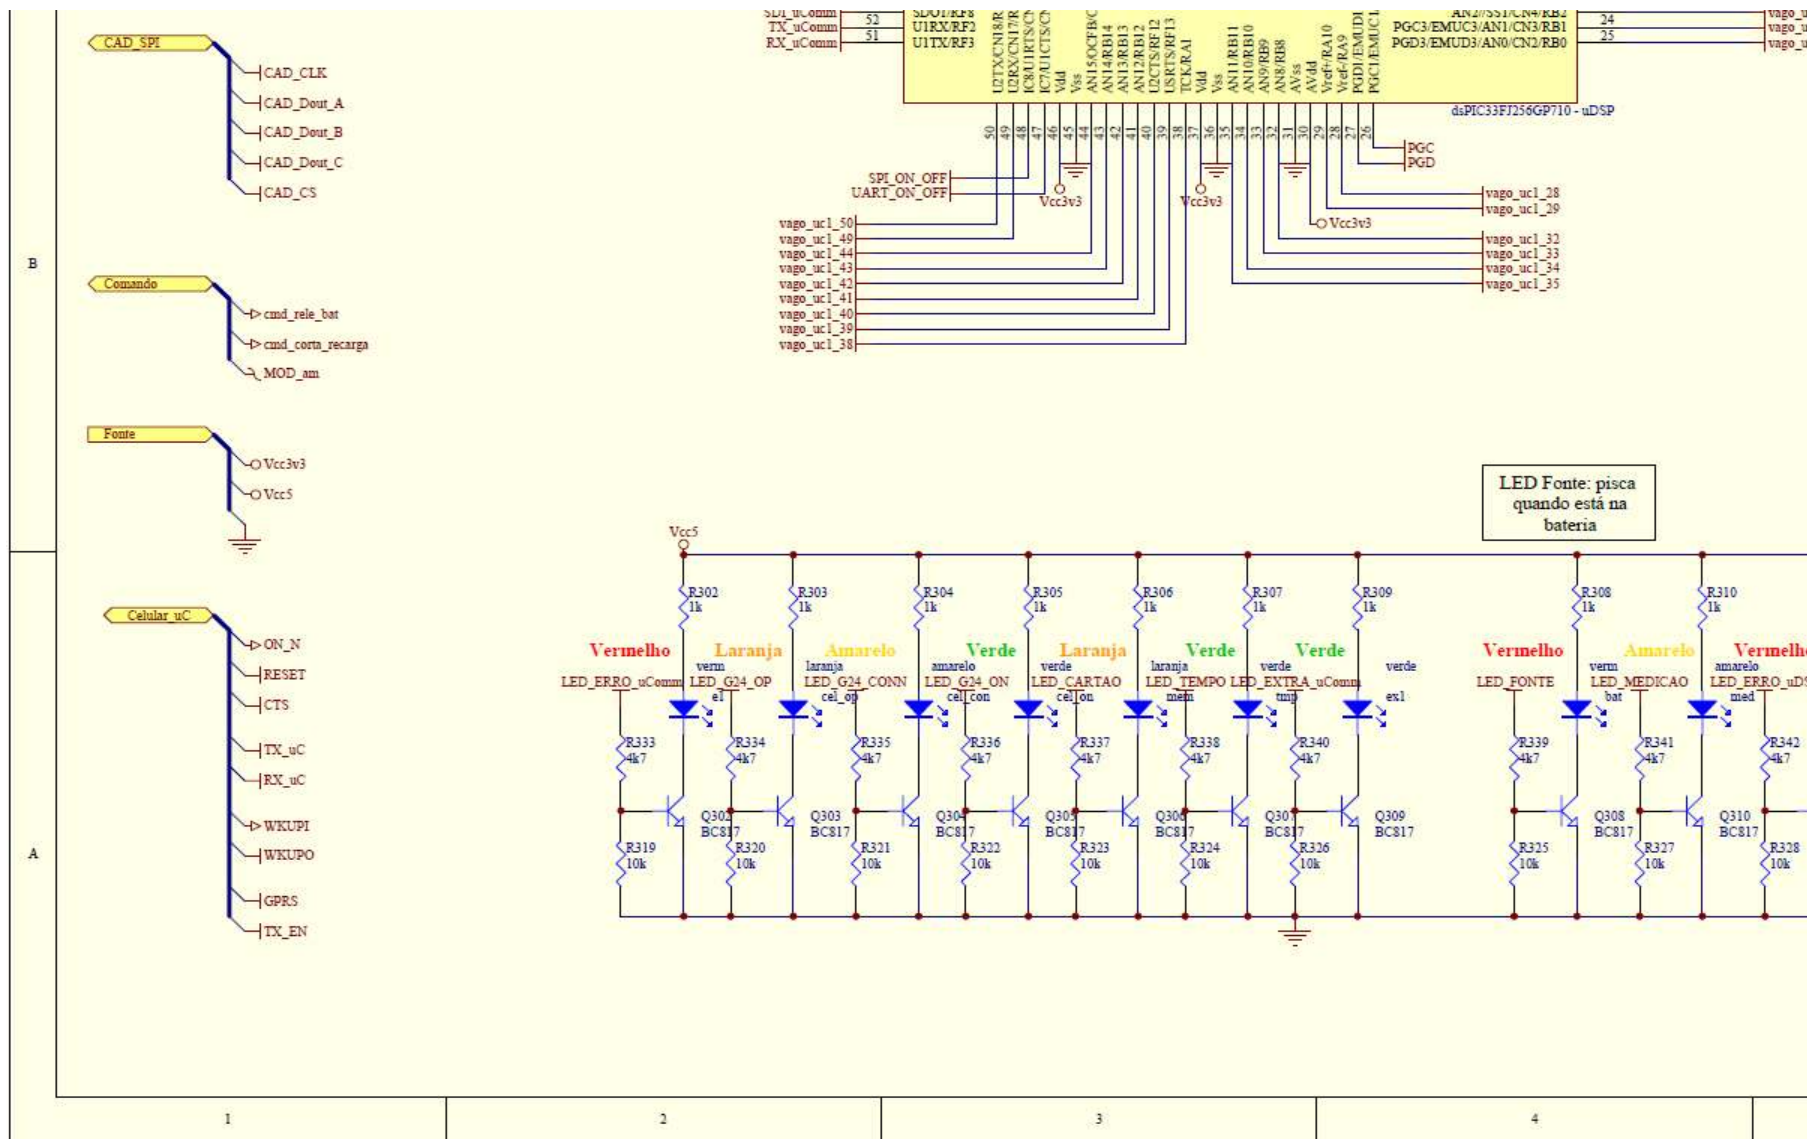 CAD_SPI
CAD_CLK
CAD_Dout_A
CAD_Dout_B
CAD_Dout_C
CAD_CS
Comando
cmd_rele_bat
cmd_corta_recarga
MOD_am
Fonte
Vcc3v3
Vcc5
Celular_uC
ON_N
RESET
CTS
TX_uC
RX_uC
WKUPI
WKUPO
GPRS
TX_EN
SDI_uComm
TX_uComm
RX_uComm
52
51
SDO1/RF8
U1RX/RF2
U1TX/RF3
AN2//SS1/CN4/RB2
PGC3/EMUC3/AN1/CN3/RB1
PGD3/EMUD3/AN0/CN2/RB0
24
25
U2TX/CN18/R
U2RX/CN17/R
IC8/U1RTS/CN
IC7/U1CTS/CN
Vdd
Vss
AN15/OCFB/C
AN14/RB14
AN13/RB13
AN12/RB12
U2CTS/RF12
USRTS/RF13
TCK/RA1
Vdd
Vss
AN11/RB11
AN10/RB10
AN9/RB9
AN8/RB8
AVss
AVdd
Vref+/RA10
Vref-/RA9
PGD1/EMUD1
PGC1/EMUC1
dsPIC33FJ256GP710 - uDSP
50
49
48
47
46
45
44
43
42
41
40
39
38
37
36
35
34
33
32
31
30
29
28
27
26
PGC
PGD
SPI_ON_OFF
UART_ON_OFF
Vcc3v3
Vcc3v3
Vcc3v3
vago_uc1_50
vago_uc1_49
vago_uc1_44
vago_uc1_43
vago_uc1_42
vago_uc1_41
vago_uc1_40
vago_uc1_39
vago_uc1_38
vago_uc1_28
vago_uc1_29
vago_uc1_32
vago_uc1_33
vago_uc1_34
vago_uc1_35
LED Fonte: pisca
quando está na
bateria
Vcc5
R302
1k
R303
1k
R304
1k
R305
1k
R306
1k
R307
1k
R309
1k
R308
1k
R310
1k
Vermelho
Laranja
Amarelo
Verde
Laranja
Verde
Verde
Vermelho
Amarelo
Vermelho
verm
laranja
amarelo
verde
laranja
verde
verde
verm
amarelo
LED_ERRO_uComm
LED_G24_OP
LED_G24_CONN
LED_G24_ON
LED_CARTAO
LED_TEMPO
LED_EXTRA_uComm
LED_FONTE
LED_MEDICAO
LED_ERRO_uDS
e1
cel_op
cel_con
cel_on
mem
tmp
ex1
bat
med
R333
4k7
R334
4k7
R335
4k7
R336
4k7
R337
4k7
R338
4k7
R340
4k7
R339
4k7
R341
4k7
R342
4k7
Q302
BC817
Q303
BC817
Q304
BC817
Q305
BC817
Q306
BC817
Q307
BC817
Q309
BC817
Q308
BC817
Q310
BC817
R319
10k
R320
10k
R321
10k
R322
10k
R323
10k
R324
10k
R326
10k
R325
10k
R327
10k
R328
10k
B
A
1
2
3
4